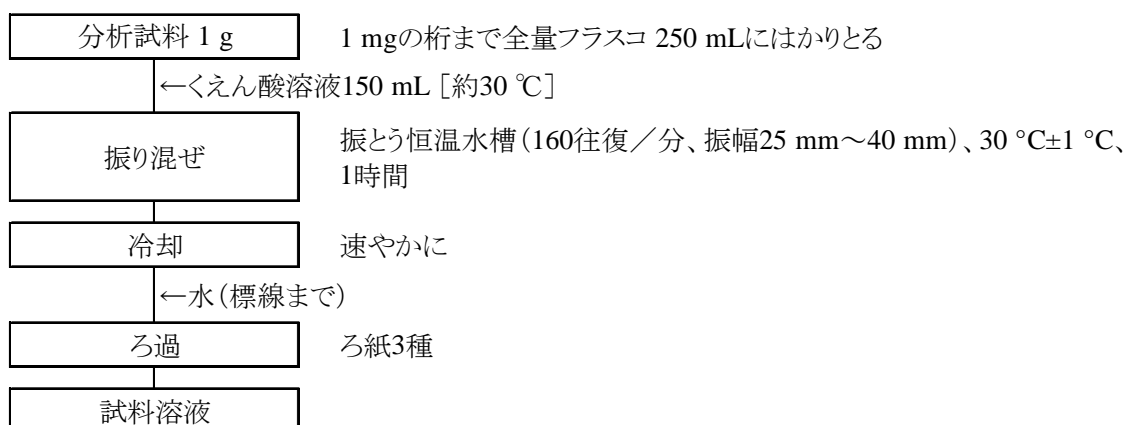 分析試料 1 g
1 mgの桁まで全量フラスコ 250 mLにはかりとる
←くえん酸溶液150 mL [約30 ℃]
振り混ぜ
振とう恒温水槽(160往復/分、振幅25 mm~40 mm)、30 °C±1 °C、
1時間
冷却
速やかに
←水(標線まで)
ろ過
ろ紙3種
試料溶液